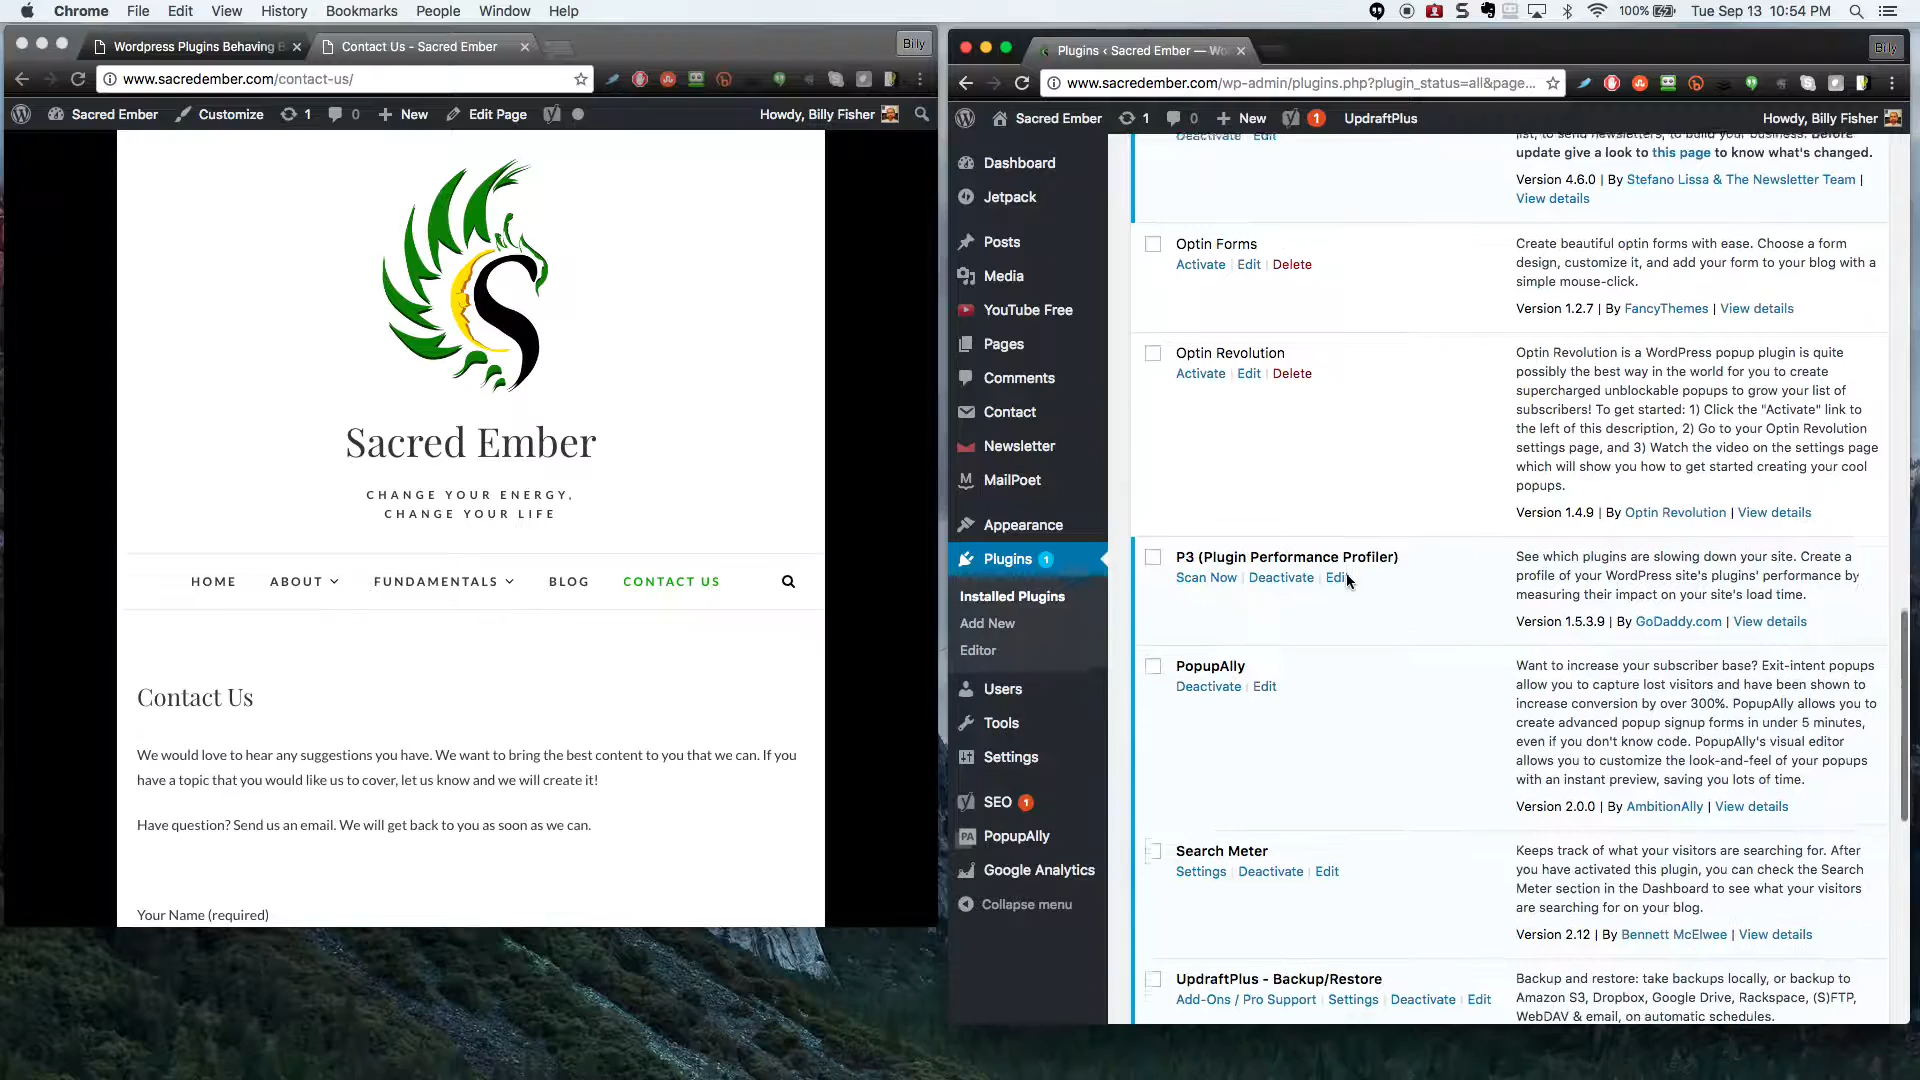 Chrome File Edit View History Bookmarks People Window Help
100% Tue Sep 13 10:54 PM
Wordpress Plugins Behaving B
Contact Us - Sacred Ember
Billy
www.sacredember.com/contact-us/
Sacred Ember Customize 1 0 New Edit Page
Howdy, Billy Fisher
Sacred Ember
CHANGE YOUR ENERGY,
CHANGE YOUR LIFE
HOME ABOUT FUNDAMENTALS BLOG CONTACT US
Contact Us
We would love to hear any suggestions you have. We want to bring the best content to you that we can. If you
have a topic that you would like us to cover, let us know and we will create it!
Have question? Send us an email. We will get back to you as soon as we can.
Your Name (required)
Plugins ‹ Sacred Ember — Wo
Billy
www.sacredember.com/wp-admin/plugins.php?plugin_status=all&page...
Sacred Ember 1 0 New 1 UpdraftPlus
Howdy, Billy Fisher
Dashboard
Jetpack
Posts
Media
YouTube Free
Pages
Comments
Contact
Newsletter
MailPoet
Appearance
Plugins 1
Installed Plugins
Add New
Editor
Users
Tools
Settings
SEO 1
PA PopupAlly
Google Analytics
Collapse menu
Deactivate | Edit
list, to send newsletters, to build your business. Before
update give a look to this page to know what's changed.
Version 4.6.0 | By Stefano Lissa & The Newsletter Team |
View details
Optin Forms
Activate | Edit | Delete
Create beautiful optin forms with ease. Choose a form
design, customize it, and add your form to your blog with a
simple mouse-click.
Version 1.2.7 | By FancyThemes | View details
Optin Revolution
Activate | Edit | Delete
Optin Revolution is a WordPress popup plugin is quite
possibly the best way in the world for you to create
supercharged unblockable popups to grow your list of
subscribers! To get started: 1) Click the "Activate" link to
the left of this description, 2) Go to your Optin Revolution
settings page, and 3) Watch the video on the settings page
which will show you how to get started creating your cool
popups.
Version 1.4.9 | By Optin Revolution | View details
P3 (Plugin Performance Profiler)
Scan Now | Deactivate | Edit
See which plugins are slowing down your site. Create a
profile of your WordPress site's plugins' performance by
measuring their impact on your site's load time.
Version 1.5.3.9 | By GoDaddy.com | View details
PopupAlly
Deactivate | Edit
Want to increase your subscriber base? Exit-intent popups
allow you to capture lost visitors and have been shown to
increase conversion by over 300%. PopupAlly allows you to
create advanced popup signup forms in under 5 minutes,
even if you don't know code. PopupAlly's visual editor
allows you to customize the look-and-feel of your popups
with an instant preview, saving you lots of time.
Version 2.0.0 | By AmbitionAlly | View details
Search Meter
Settings | Deactivate | Edit
Keeps track of what your visitors are searching for. After
you have activated this plugin, you can check the Search
Meter section in the Dashboard to see what your visitors
are searching for on your blog.
Version 2.12 | By Bennett McElwee | View details
UpdraftPlus - Backup/Restore
Add-Ons / Pro Support | Settings | Deactivate | Edit
Backup and restore: take backups locally, or backup to
Amazon S3, Dropbox, Google Drive, Rackspace, (S)FTP,
WebDAV & email, on automatic schedules.